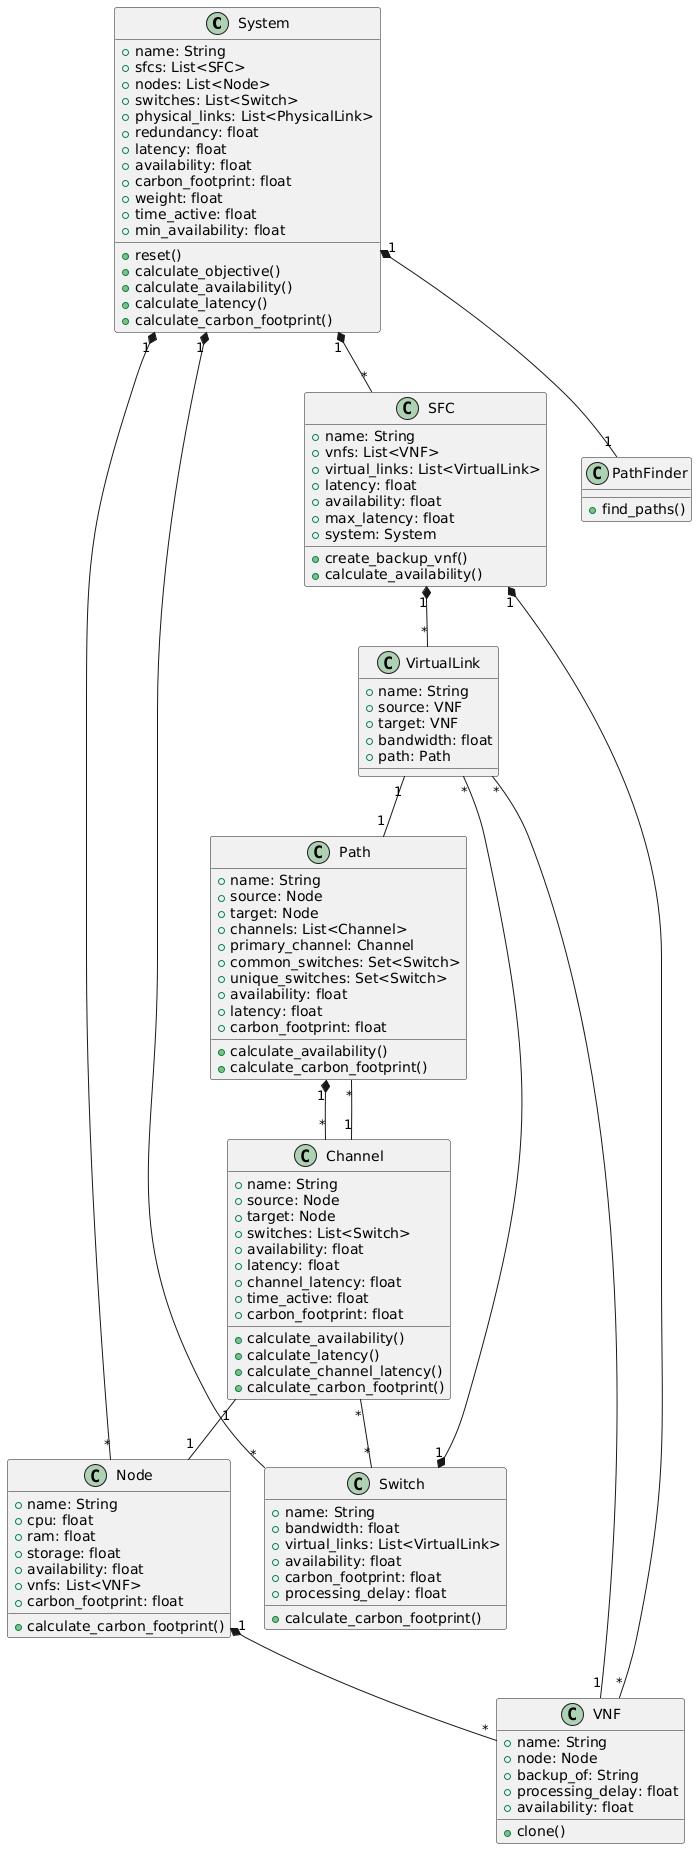 C System
name: String
sfcs: List<SFC>
nodes: List<Node>
switches: List<Switch>
physical_links: List<PhysicalLink>
redundancy: float
latency: float
availability: float
carbon_footprint: float
weight: float
time_active: float
min_availability: float
reset()
calculate_objective()
calculate_availability()
calculate_latency()
calculate_carbon_footprint()
1
1
1
1
*
C SFC
name: String
vnfs: List<VNF>
virtual_links: List<VirtualLink>
latency: float
availability: float
max_latency: float
system: System
create_backup_vnf()
calculate_availability()
1
C PathFinder
find_paths()
1
1
*
C VirtualLink
name: String
source: VNF
target: VNF
bandwidth: float
path: Path
1
*
*
1
C Path
name: String
source: Node
target: Node
channels: List<Channel>
primary_channel: Channel
common_switches: Set<Switch>
unique_switches: Set<Switch>
availability: float
latency: float
carbon_footprint: float
calculate_availability()
calculate_carbon_footprint()
1
*
*
1
C Channel
name: String
source: Node
target: Node
switches: List<Switch>
availability: float
latency: float
channel_latency: float
time_active: float
carbon_footprint: float
calculate_availability()
calculate_latency()
calculate_channel_latency()
calculate_carbon_footprint()
1
*
*
1
*
*
1
C Node
name: String
cpu: float
ram: float
storage: float
availability: float
vnfs: List<VNF>
carbon_footprint: float
calculate_carbon_footprint()
1
C Switch
name: String
bandwidth: float
virtual_links: List<VirtualLink>
availability: float
carbon_footprint: float
processing_delay: float
calculate_carbon_footprint()
*
1
*
C VNF
name: String
node: Node
backup_of: String
processing_delay: float
availability: float
clone()